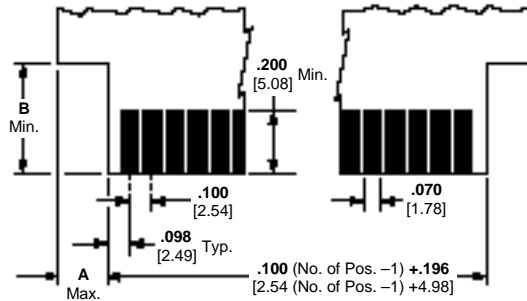 .200
[5.08] Min.
B
Min.
.100
[2.54]
.070
[1.78]
.098
[2.49] Typ.
A
Max.
.100 (No. of Pos. –1) +.196
[2.54 (No. of Pos. –1) +4.98]